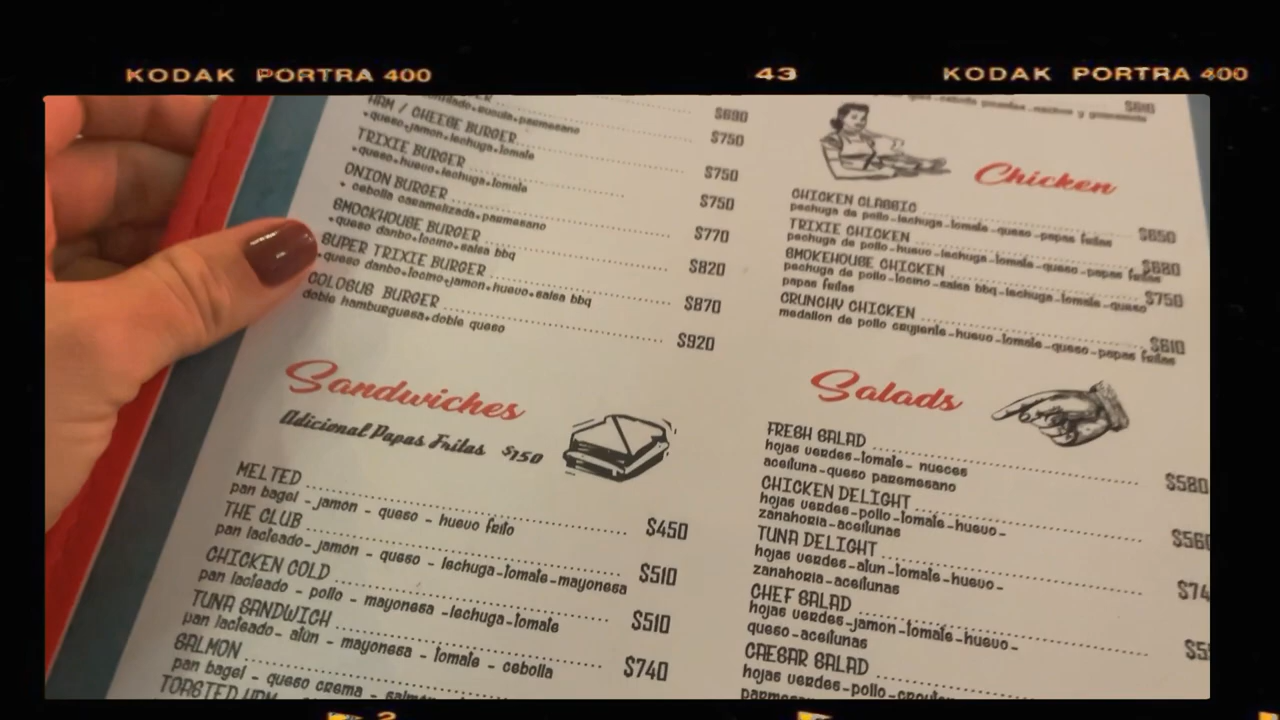 KODAK PORTRA 400
43
KODAK PORTRA 400
$690
HAM / CHEESE BURGER
$750
+queso+jamon+lechuga+tomate
TRIXIE BURGER
$750
+queso+huevo+lechuga+tomate
ONION BURGER
$750
+ cebolla caramelizada+parmesano
SMOCKHOUSE BURGER
$770
+queso danbo+tocino+salsa bbq
SUPER TRIXIE BURGER
$820
+queso danbo+tocino+jamon+huevo+salsa bbq
$870
COLOSUS BURGER
doble hamburguesa+doble queso
$920
Sandwiches
Adicional Papas Fritas $150
MELTED
pan bagel - jamon - queso - huevo frito
$450
THE CLUB
pan lacteado- jamon - queso - lechuga-tomate-mayonesa
$510
CHICKEN COLD
pan lacteado - pollo - mayonesa -lechuga-tomate
$510
TUNA SANDWICH
pan lacteado- atun - mayonesa - tomate - cebolla
$740
SALMON
pan bagel - queso crema -
TOASTED HAM
Chicken
CHICKEN CLASSIC
pechuga de pollo-lechuga-tomate-queso-papas fritas
$650
TRIXIE CHICKEN
pechuga de pollo-huevo-lechuga-tomate-queso-papas fritas
$680
SMOKEHOUSE CHICKEN
pechuga de pollo-tocino-salsa bbq-lechuga-tomate-queso
papas fritas
$750
CRUNCHY CHICKEN
medallon de pollo crujiente-huevo-tomate-queso-papas fritas
$610
Salads
FRESH SALAD
hojas verdes-tomate- nueces
aceituna-queso parmesano
$580
CHICKEN DELIGHT
hojas verdes-pollo-tomate-huevo-
zanahoria-aceitunas
$560
TUNA DELIGHT
hojas verdes-atun-tomate-huevo-
zanahoria-aceitunas
CHEF SALAD
hojas verdes-jamon-tomate-huevo-
queso-aceitunas
CAESAR SALAD
hojas verdes-pollo-